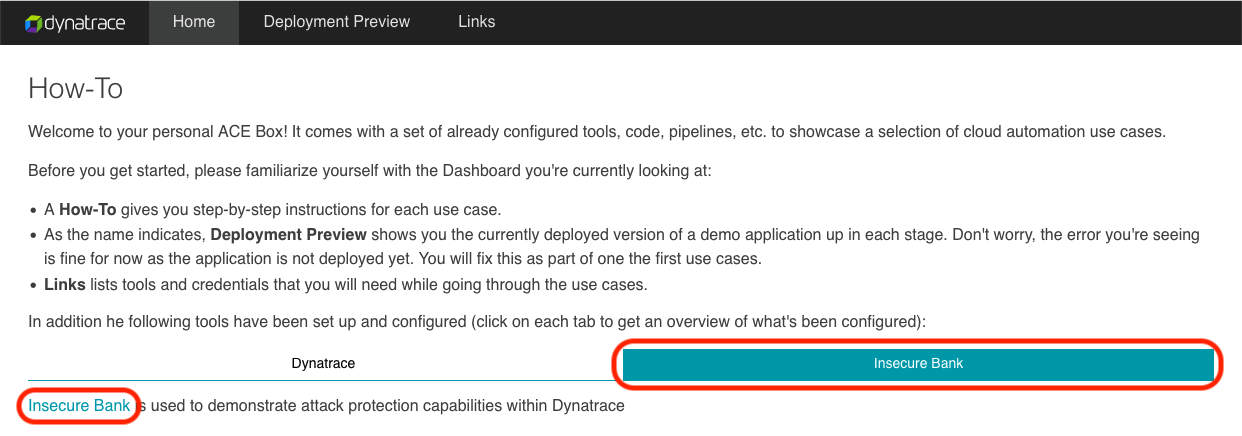 dynatrace Home Deployment Preview Links
How-To
Welcome to your personal ACE Box! It comes with a set of already configured tools, code, pipelines, etc. to showcase a selection of cloud automation use cases.
Before you get started, please familiarize yourself with the Dashboard you're currently looking at:
• A How-To gives you step-by-step instructions for each use case.
• As the name indicates, Deployment Preview shows you the currently deployed version of a demo application up in each stage. Don't worry, the error you're seeing
is fine for now as the application is not deployed yet. You will fix this as part of one the first use cases.
• Links lists tools and credentials that you will need while going through the use cases.
In addition he following tools have been set up and configured (click on each tab to get an overview of what's been configured):
Dynatrace Insecure Bank
Insecure Bank is used to demonstrate attack protection capabilities within Dynatrace